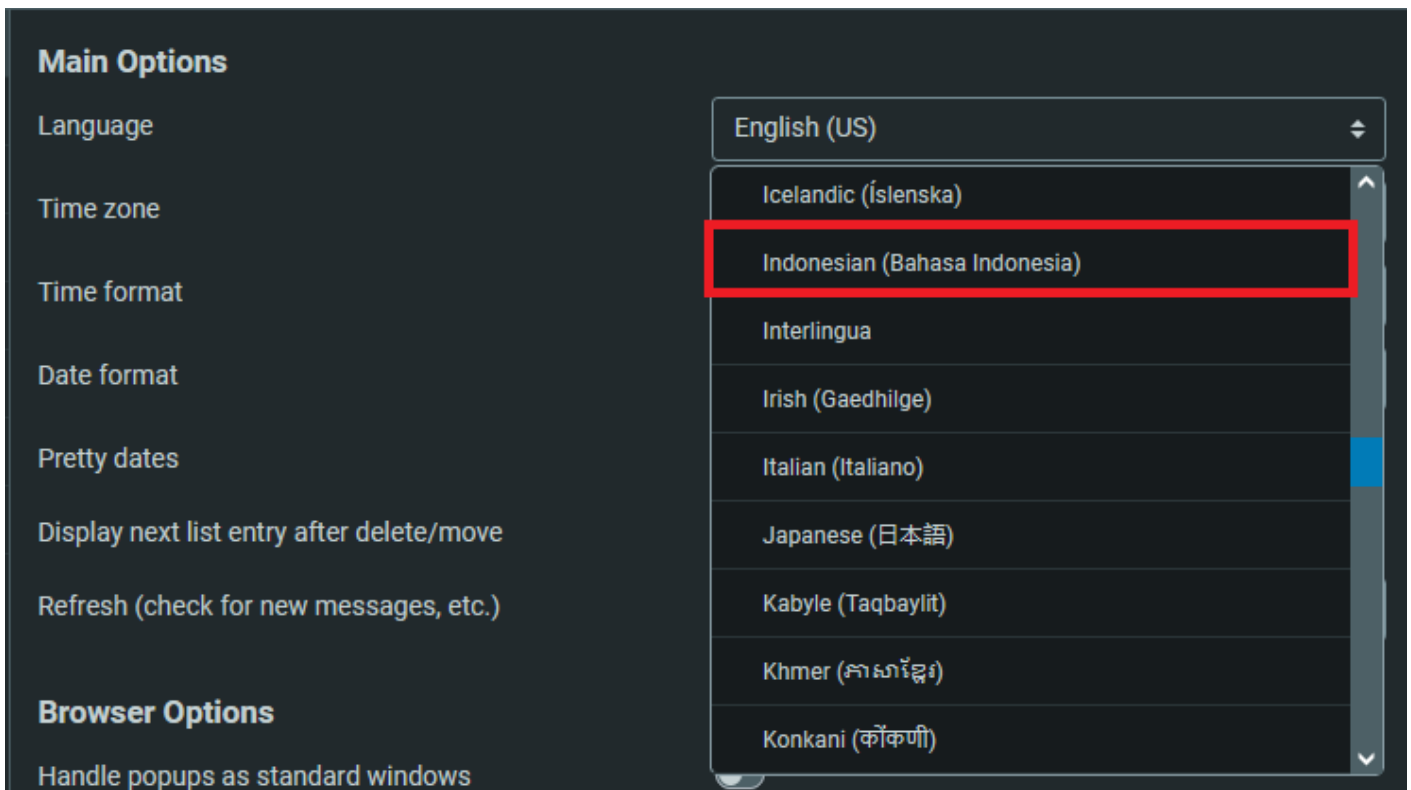 Main Options
Language
English (US)
Time zone
Time format
Date format
Pretty dates
Display next list entry after delete/move
Refresh (check for new messages, etc.)
Icelandic (Íslenska)
Indonesian (Bahasa Indonesia)
Interlingua
Irish (Gaedhilge)
Italian (Italiano)
Japanese (日本語)
Kabyle (Taqbaylit)
Khmer (ភាសាខ្មែរ)
Konkani (कोंकणी)
Browser Options
Handle popups as standard windows